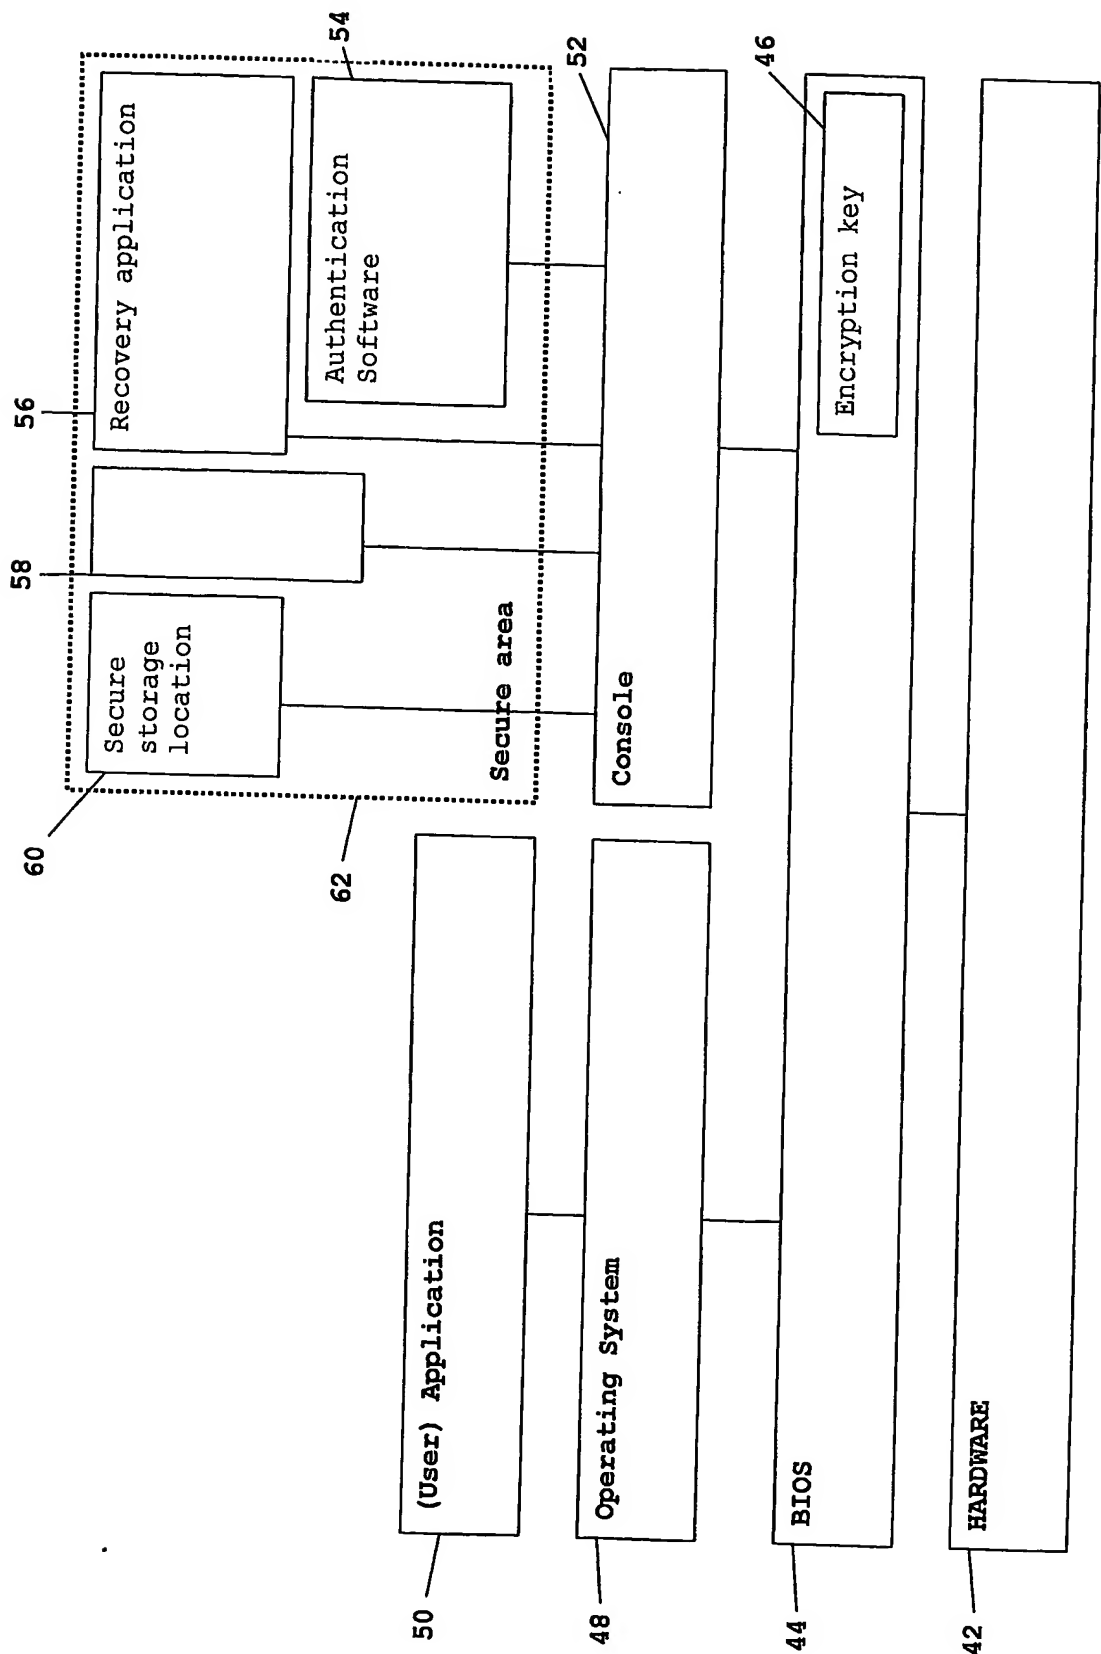 54
56
58
60
62
Recovery application
Authentication
Software
Secure
storage
location
Secure area
52
Console
50
(User) Application
48
Operating System
46
Encryption key
44
BIOS
42
HARDWARE